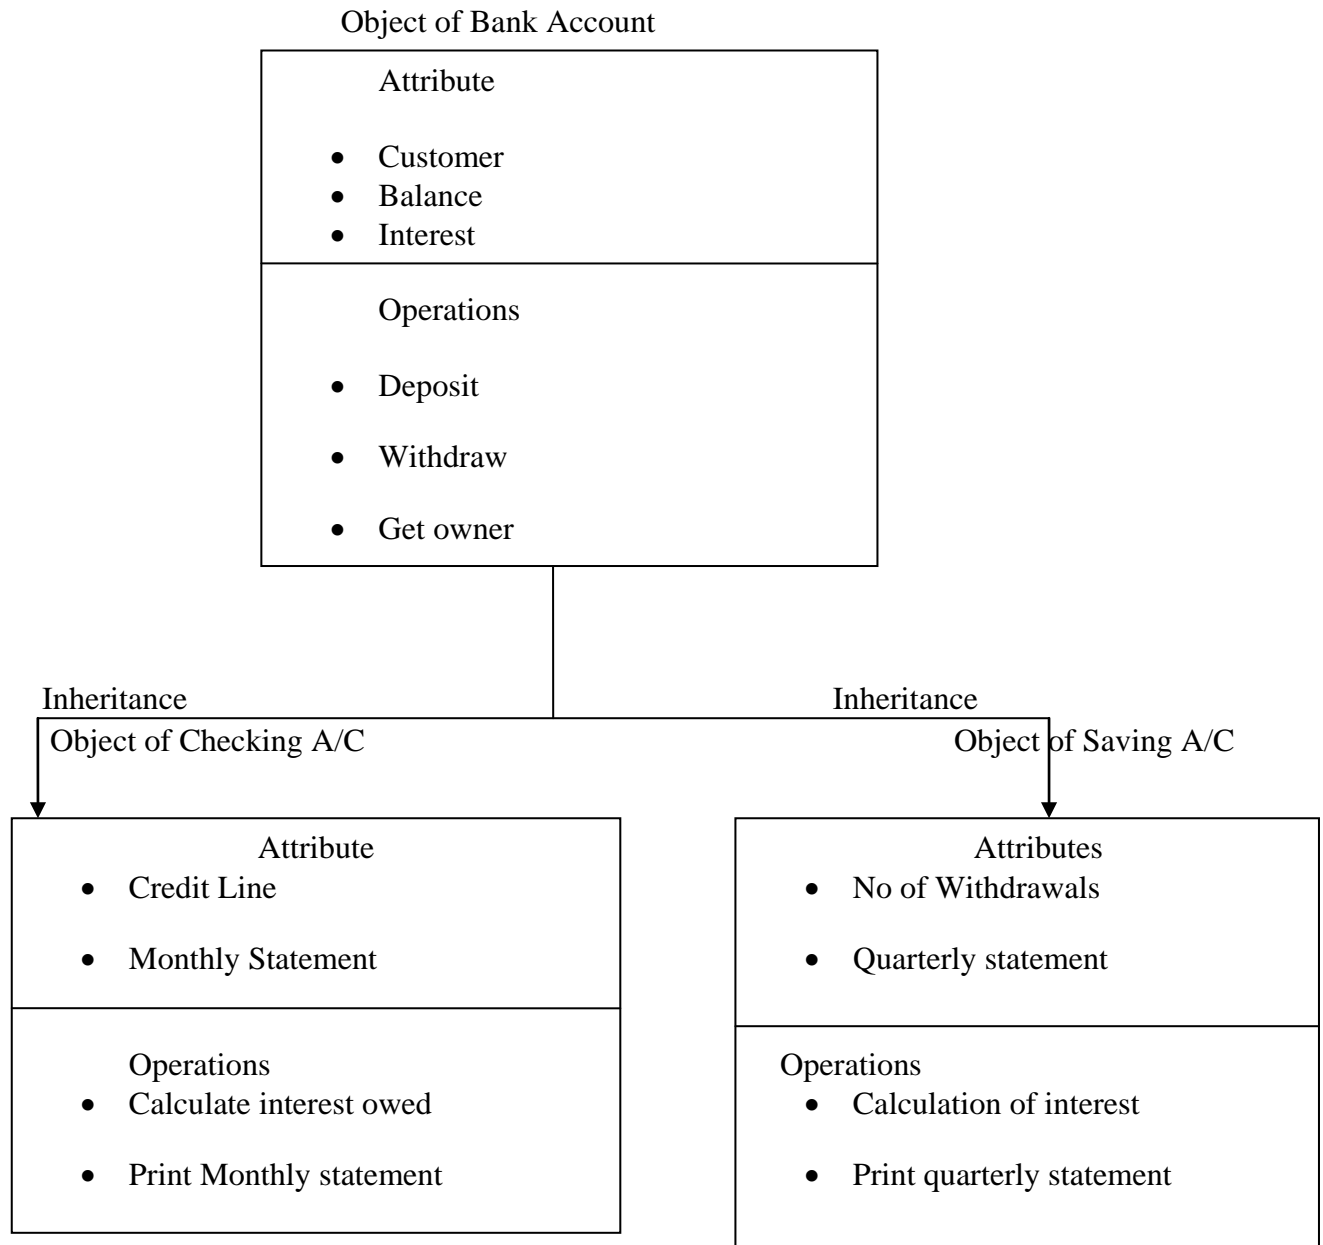 Object of Bank Account
Attribute
• Customer
• Balance
• Interest
Operations
• Deposit
• Withdraw
• Get owner
Inheritance
Object of Checking A/C
Attribute
• Credit Line
• Monthly Statement
Operations
• Calculate interest owed
• Print Monthly statement
Inheritance
Object of Saving A/C
Attributes
• No of Withdrawals
• Quarterly statement
Operations
• Calculation of interest
• Print quarterly statement